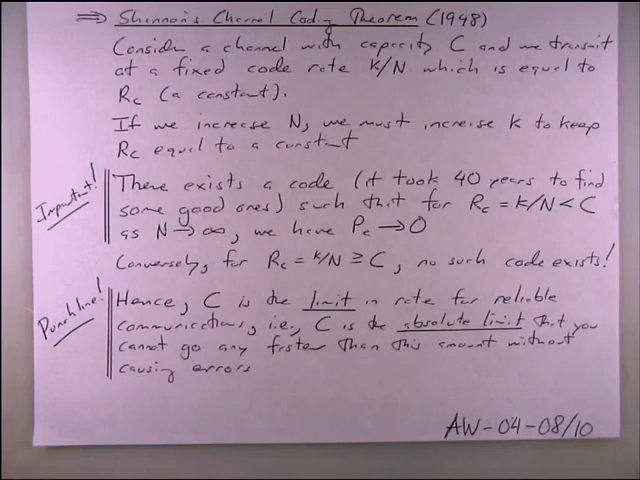 ⇒ Shannon's Channel Coding Theorem (1948)
Consider a channel with capacity C and we transmit
at a fixed code rate K/N which is equal to
Rc (a constant).
If we increase N, we must increase K to keep
Rc equal to a constant
Important!
There exists a code (it took 40 years to find
some good ones) such that for Rc = K/N < C
as N → ∞, we have Pe → 0
Conversely, for Rc = K/N ≥ C, no such code exists!
Punchline!
Hence, C is the limit in rate for reliable
communications, i.e., C is the absolute limit that you
cannot go any faster than this amount without
causing errors
AW-04-08/10